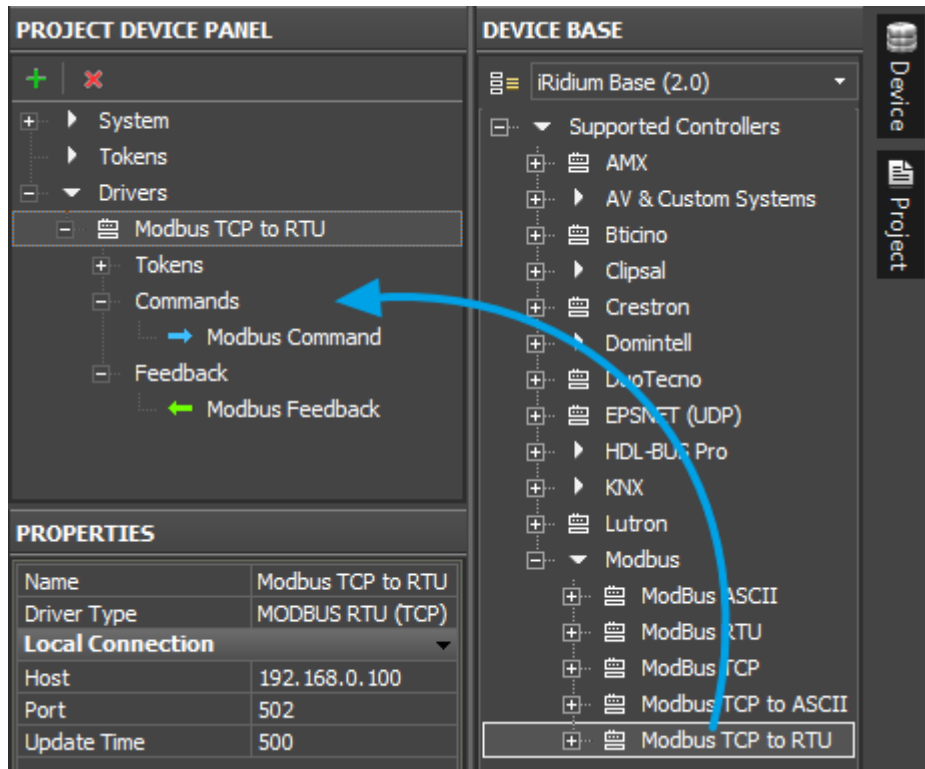 PROJECT DEVICE PANEL
System
Tokens
Drivers
Modbus TCP to RTU
Tokens
Commands
Modbus Command
Feedback
Modbus Feedback
PROPERTIES
Name Modbus TCP to RTU
Driver Type MODBUS RTU (TCP)
Local Connection
Host 192.168.0.100
Port 502
Update Time 500
DEVICE BASE
iRidium Base (2.0)
Supported Controllers
AMX
AV & Custom Systems
Bticino
Clipsal
Crestron
Domintell
DuoTecno
EPSNET (UDP)
HDL-BUS Pro
KNX
Lutron
Modbus
ModBus ASCII
ModBus RTU
ModBus TCP
Modbus TCP to ASCII
Modbus TCP to RTU
Device
Project